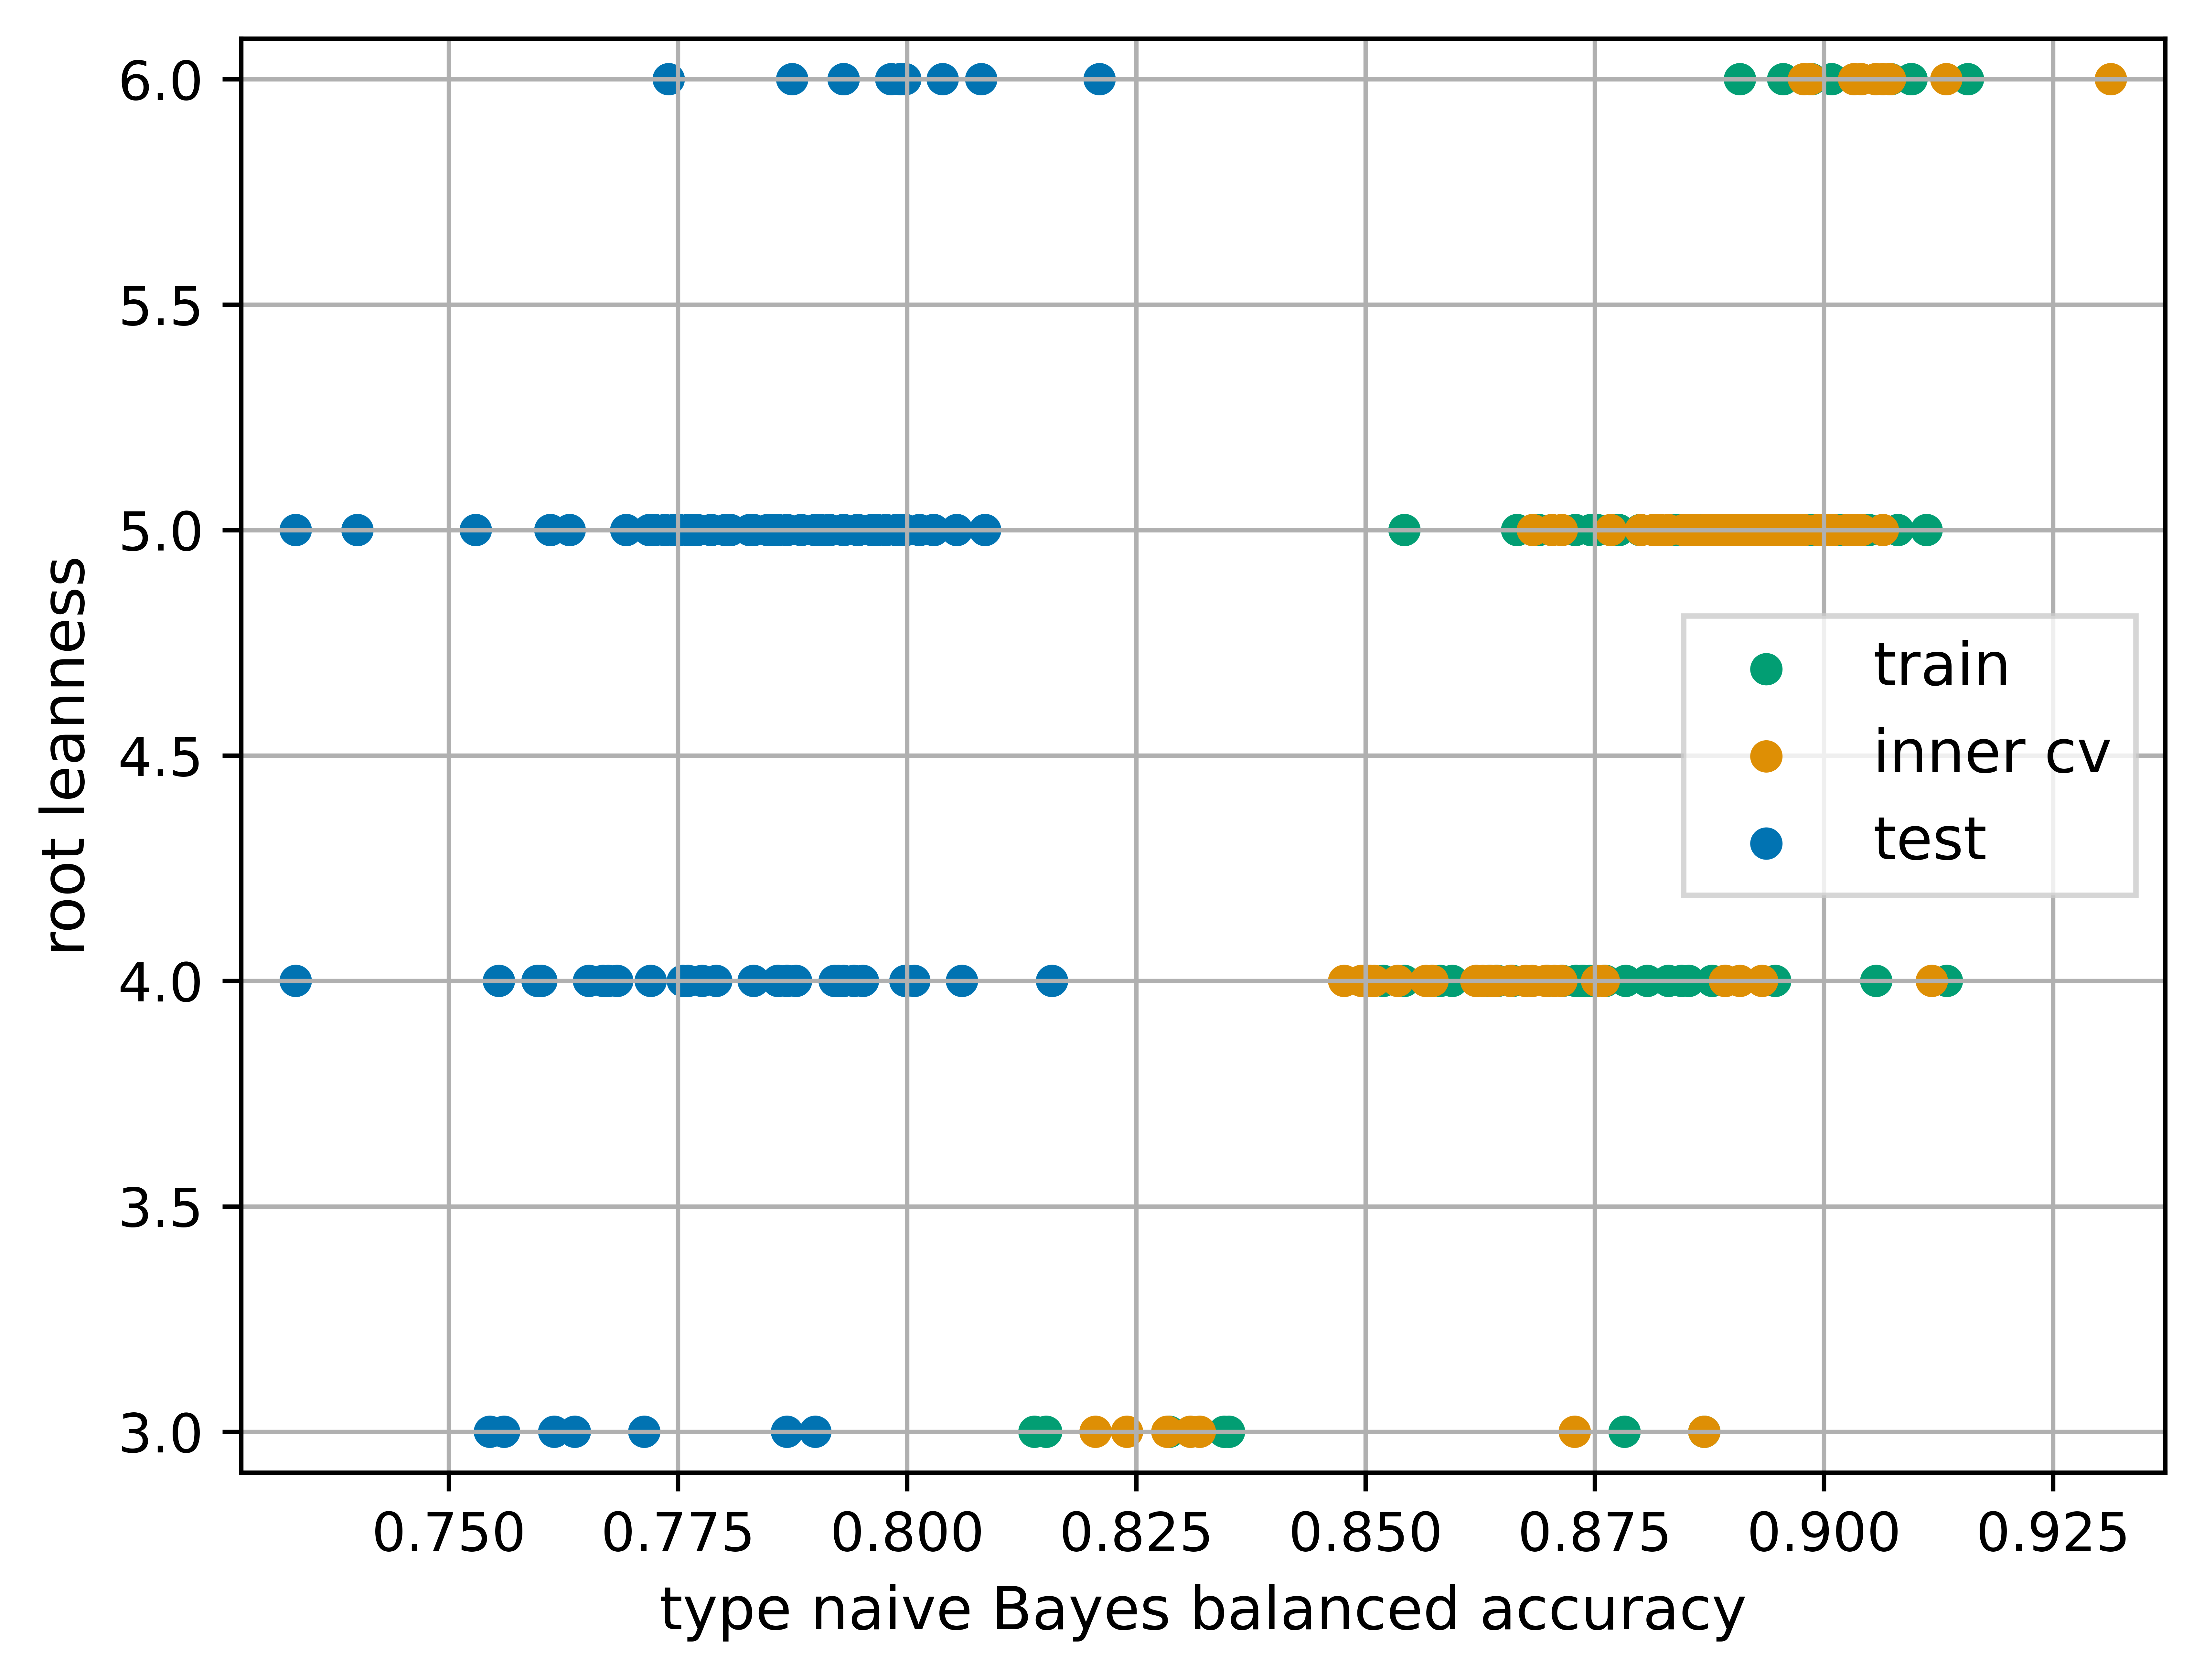 6.0
5.5
5.0
4.5
4.0
3.5
3.0
root leanness
train
inner cv
test
0.750 0.775 0.800 0.825 0.850 0.875 0.900 0.925
type naive Bayes balanced accuracy